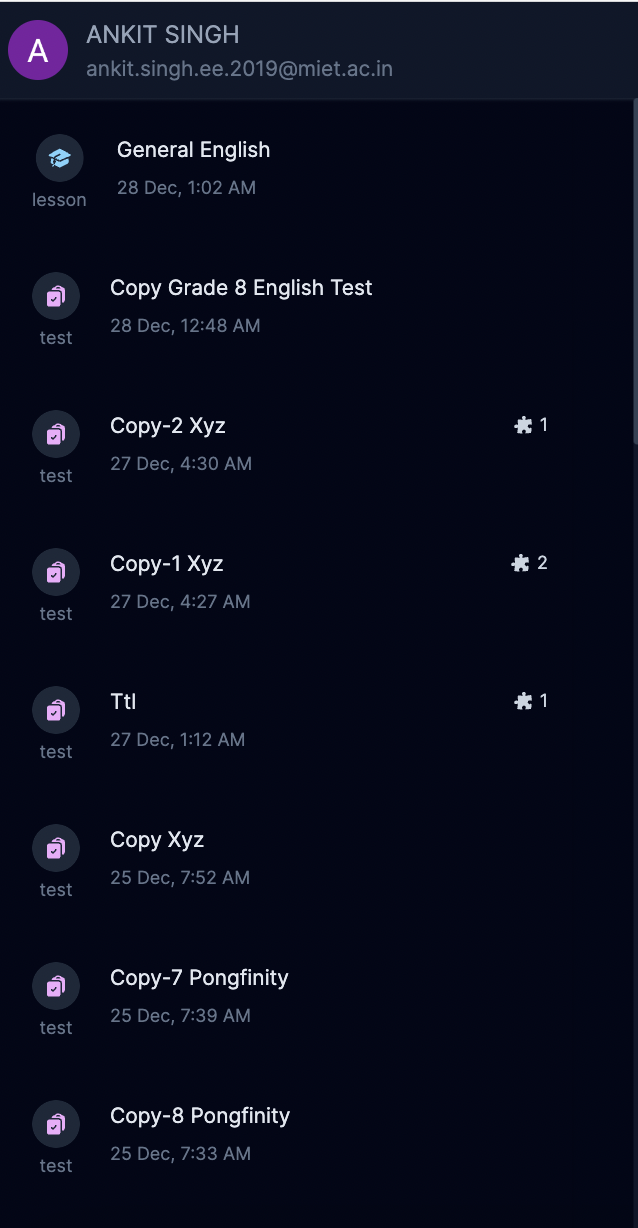 A
ANKIT SINGH
ankit.singh.ee.2019@miet.ac.in
General English
28 Dec, 1:02 AM
lesson
Copy Grade 8 English Test
28 Dec, 12:48 AM
test
Copy-2 Xyz
1
27 Dec, 4:30 AM
test
Copy-1 Xyz
2
27 Dec, 4:27 AM
test
Ttl
1
27 Dec, 1:12 AM
test
Copy Xyz
25 Dec, 7:52 AM
test
Copy-7 Pongfinity
25 Dec, 7:39 AM
test
Copy-8 Pongfinity
25 Dec, 7:33 AM
test